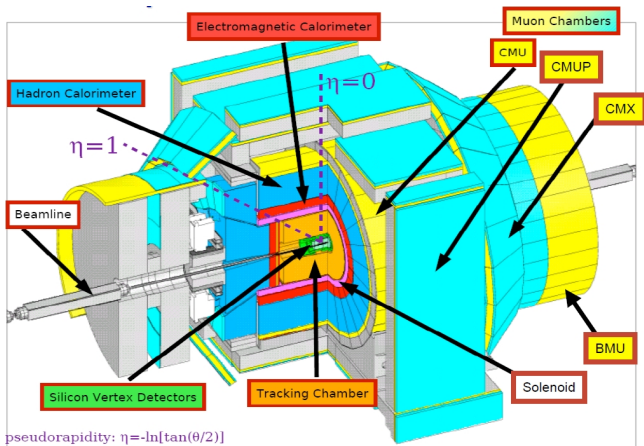 Electromagnetic Calorimeter
Muon Chambers
CMU
CMUP
Hadron Calorimeter
η=0
CMX
η=1
Beamline
BMU
Silicon Vertex Detectors
Tracking Chamber
Solenoid
pseudorapidity: η=-ln[tan(θ/2)]